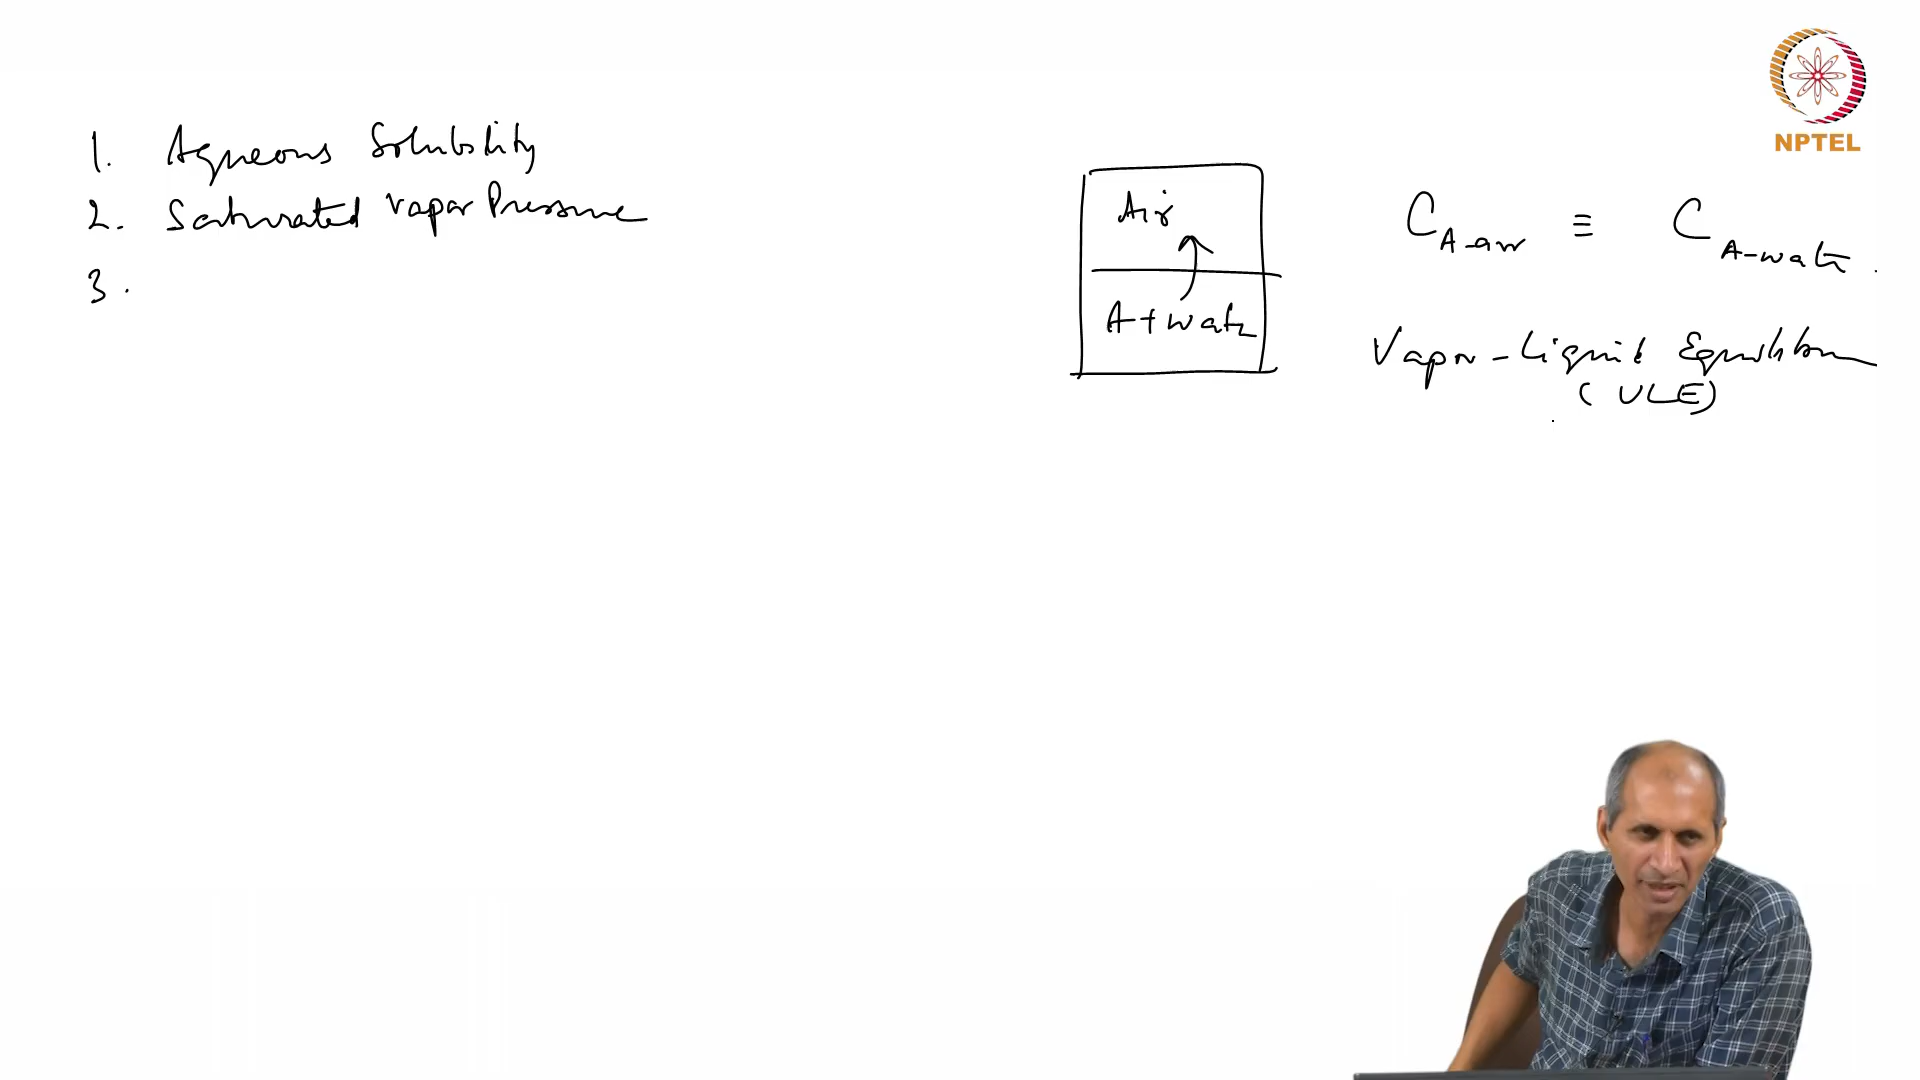 1. Aqueous Solubility
2. Saturated Vapor Pressure
3.
Air
A+water
C A-air ≡ C A-water
Vapor-Liquid Equilibrium
(VLE)
NPTEL